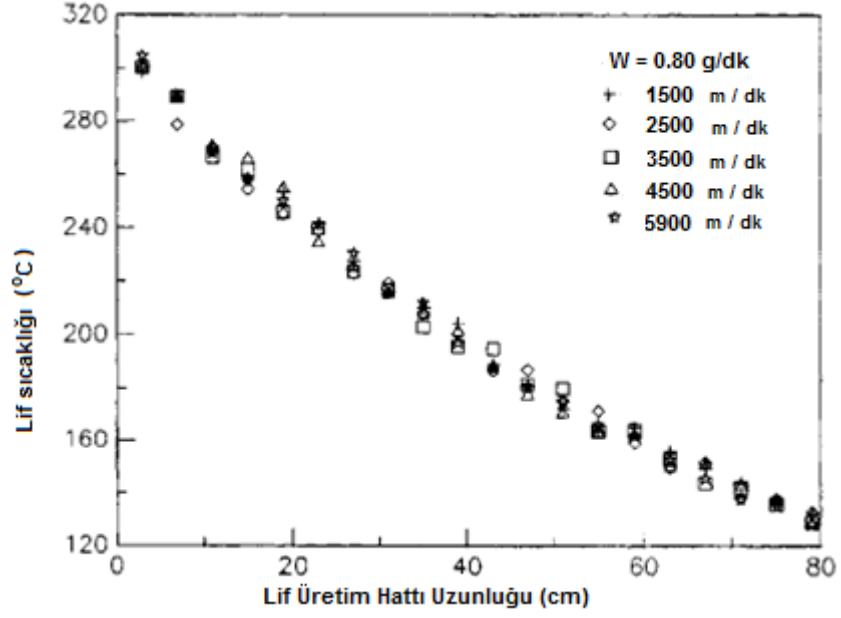 320
280
240
200
160
120
Lif sıcaklığı (⁰C)
W = 0.80 g/dk
1500 m / dk
2500 m / dk
3500 m / dk
4500 m / dk
5900 m / dk
0 20 40 60 80
Lif Üretim Hattı Uzunluğu (cm)